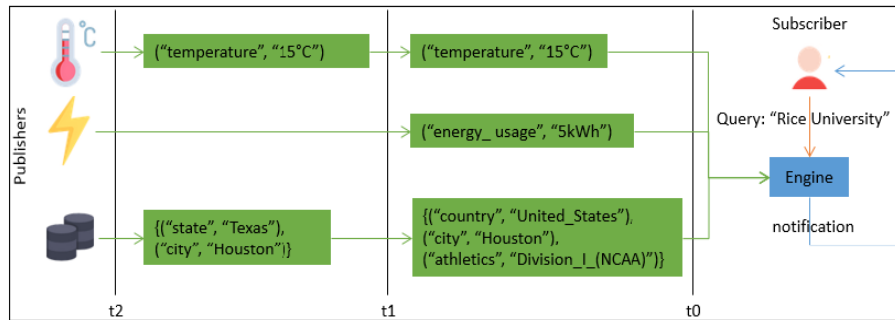 °C
Publishers
("temperature", "15°C")
("temperature", "15°C")
("energy_ usage", "5kWh")
{("state", "Texas"),
("city", "Houston")}
{("country", "United_States"),
("city", "Houston"),
("athletics", "Division_I_(NCAA)")}
Subscriber
Query: "Rice University"
Engine
notification
t2
t1
t0